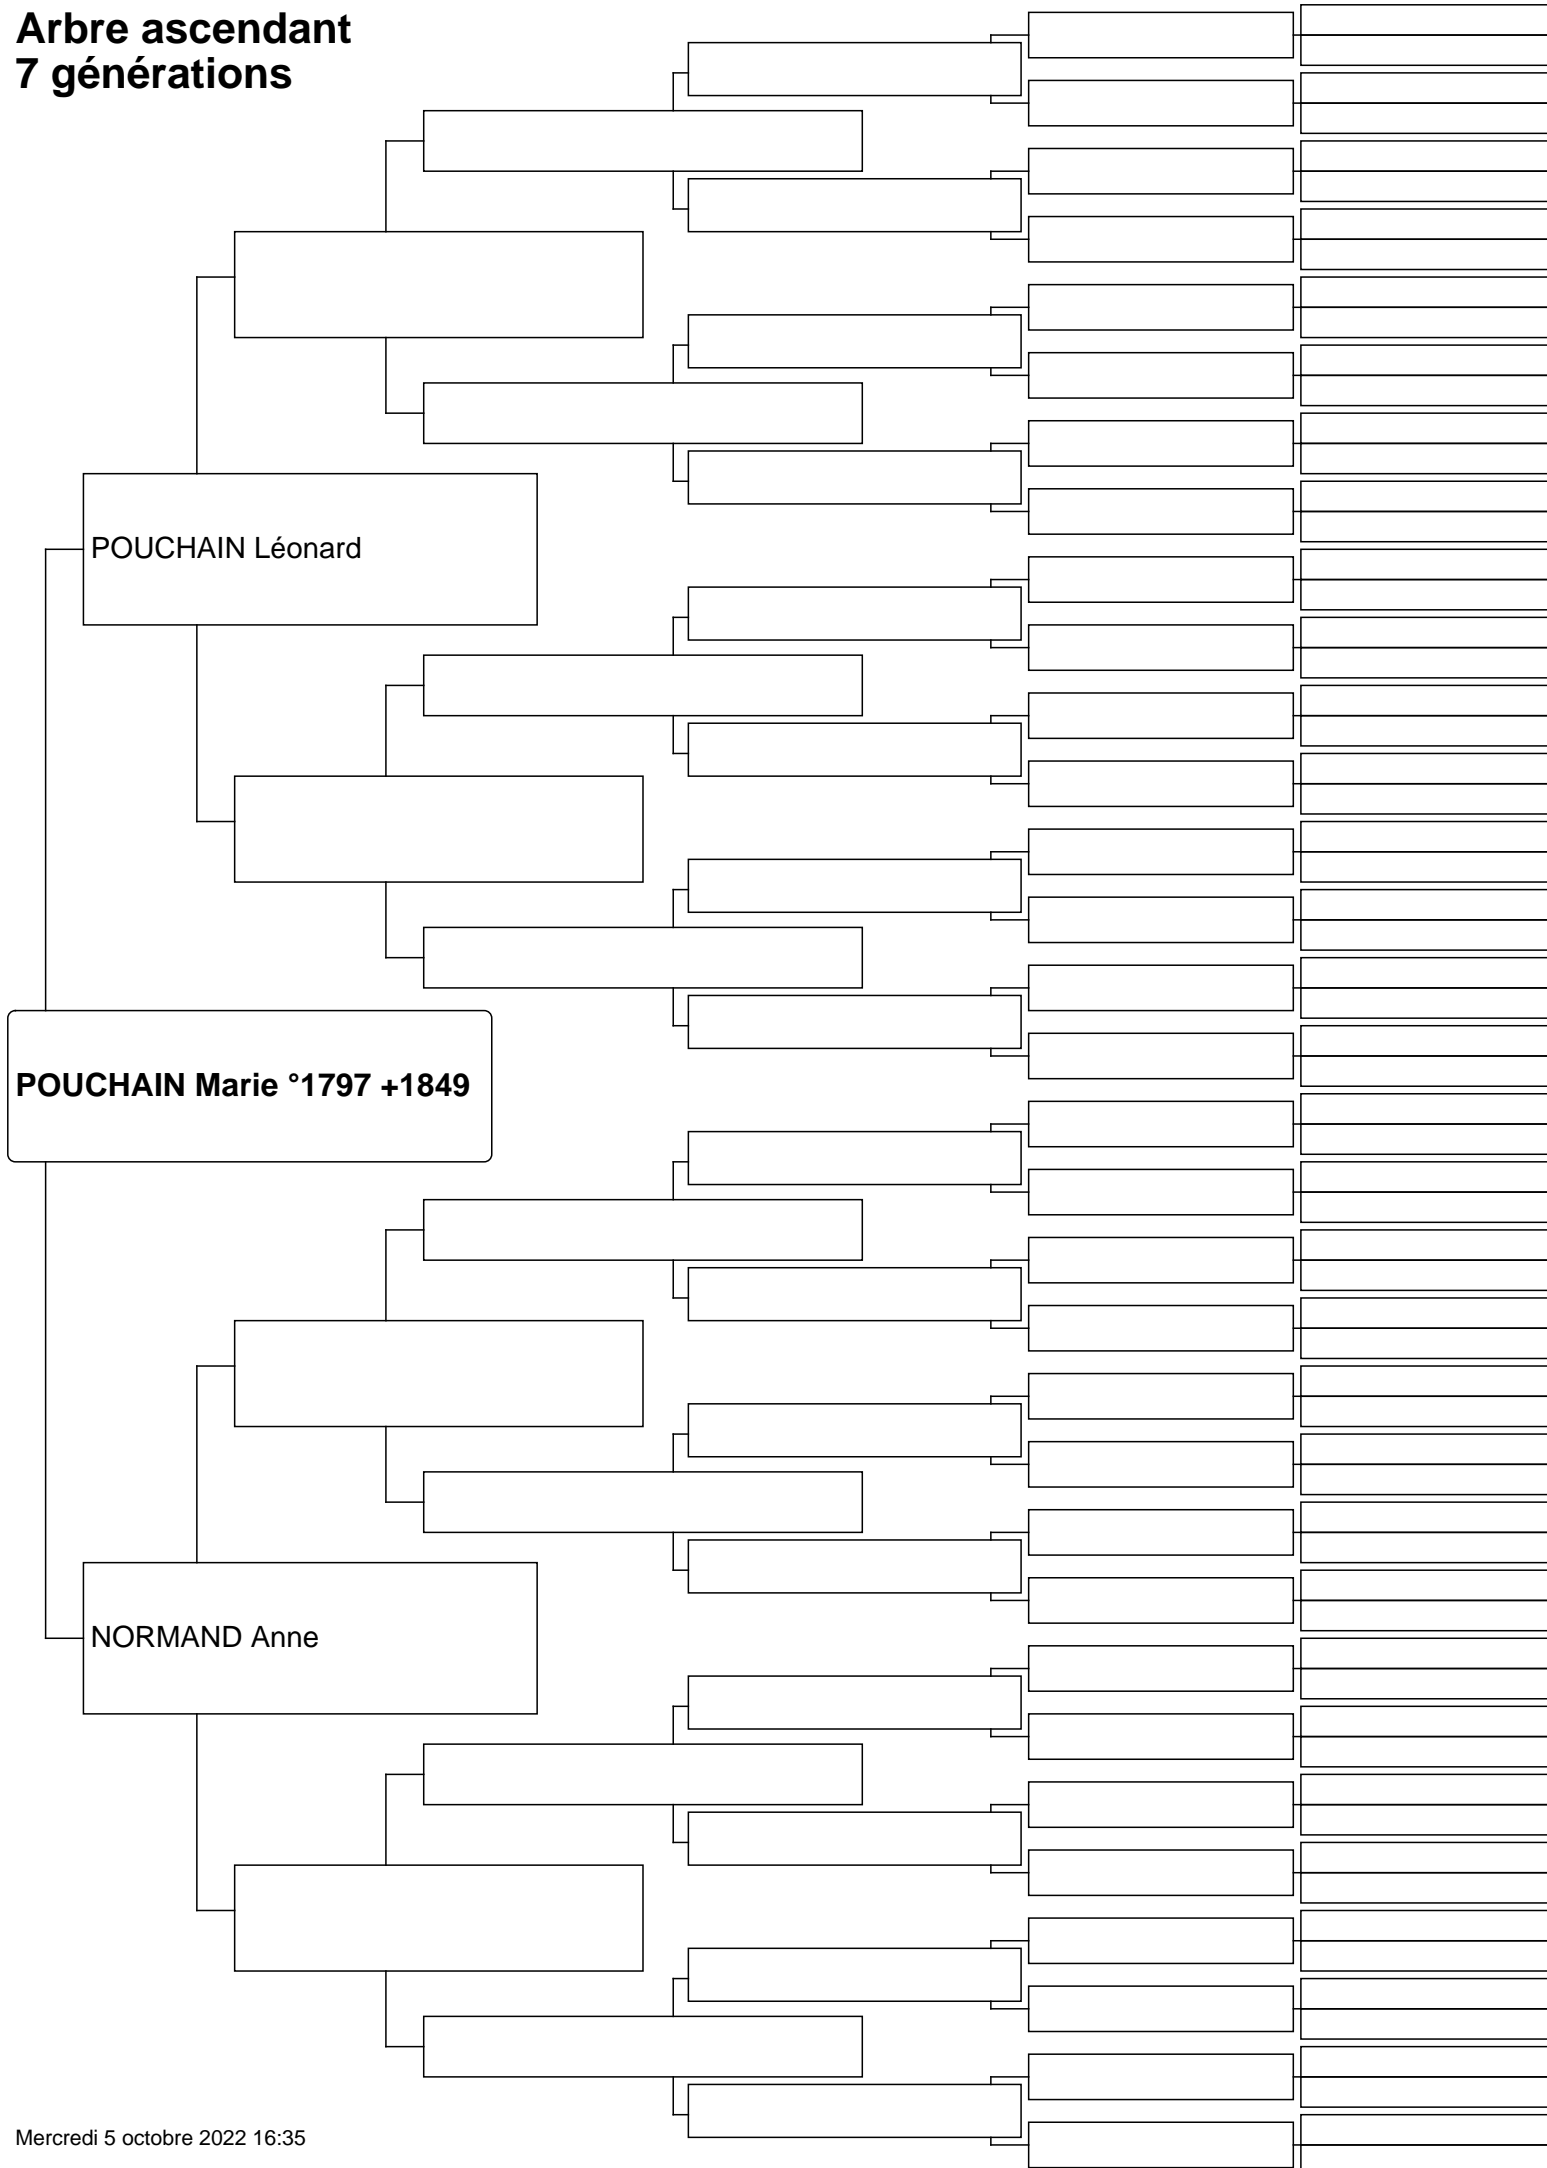 Arbre ascendant
7 générations
POUCHAIN Léonard
POUCHAIN Marie °1797 +1849
NORMAND Anne
Mercredi 5 octobre 2022 16:35